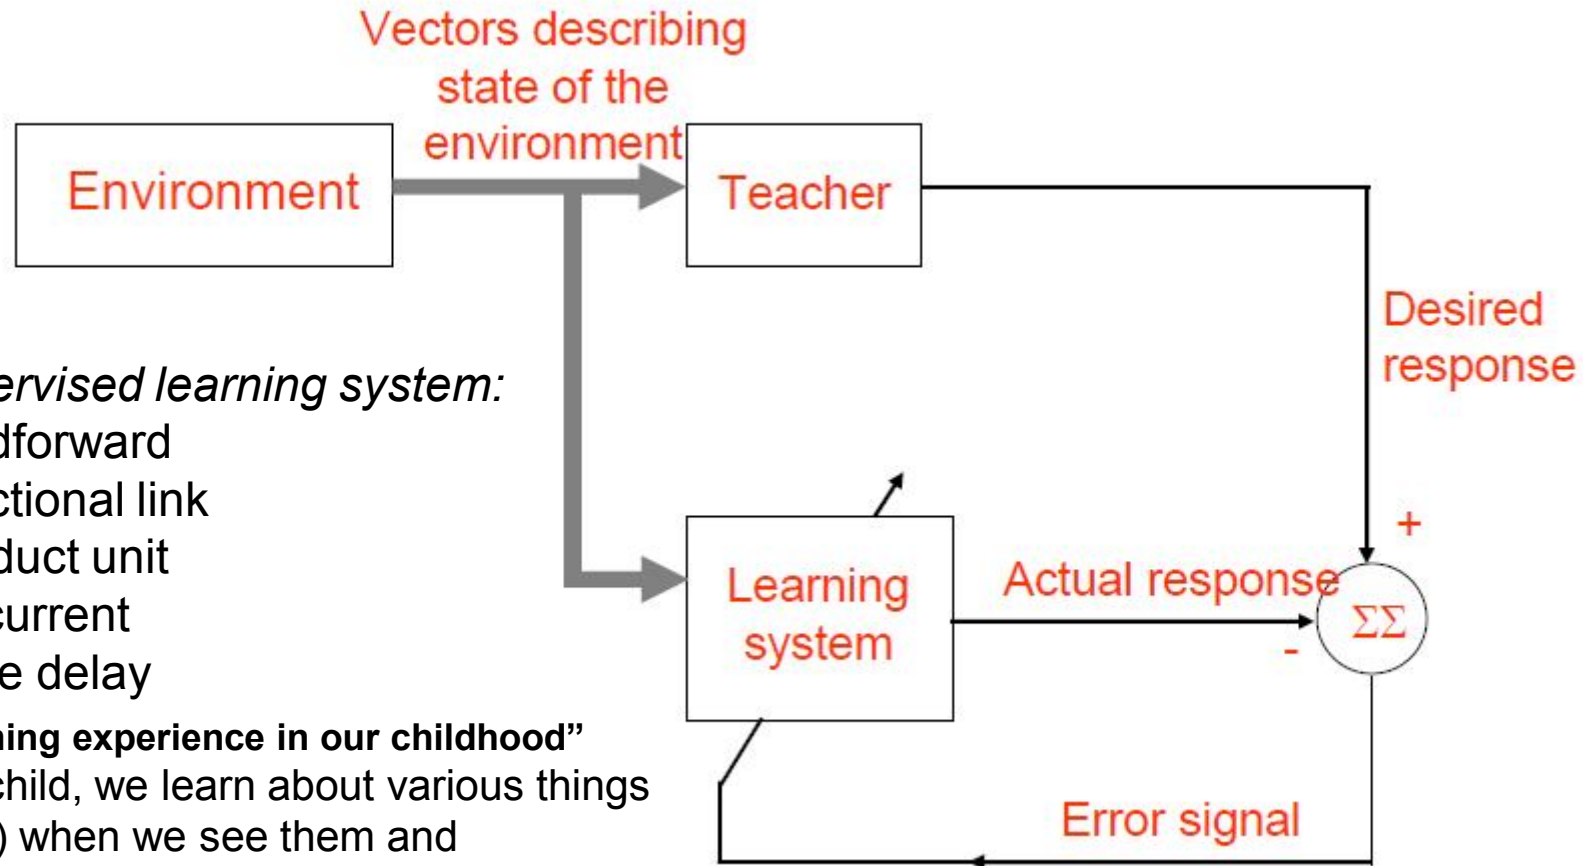 Vectors describing
state of the
environment
Environment
Teacher
Desired
response
ervised learning system:
dforward
ctional link
duct unit
current
e delay
ning experience in our childhood”
child, we learn about various things
) when we see them and
Learning
system
Actual response
+
-
ΣΣ
Error signal